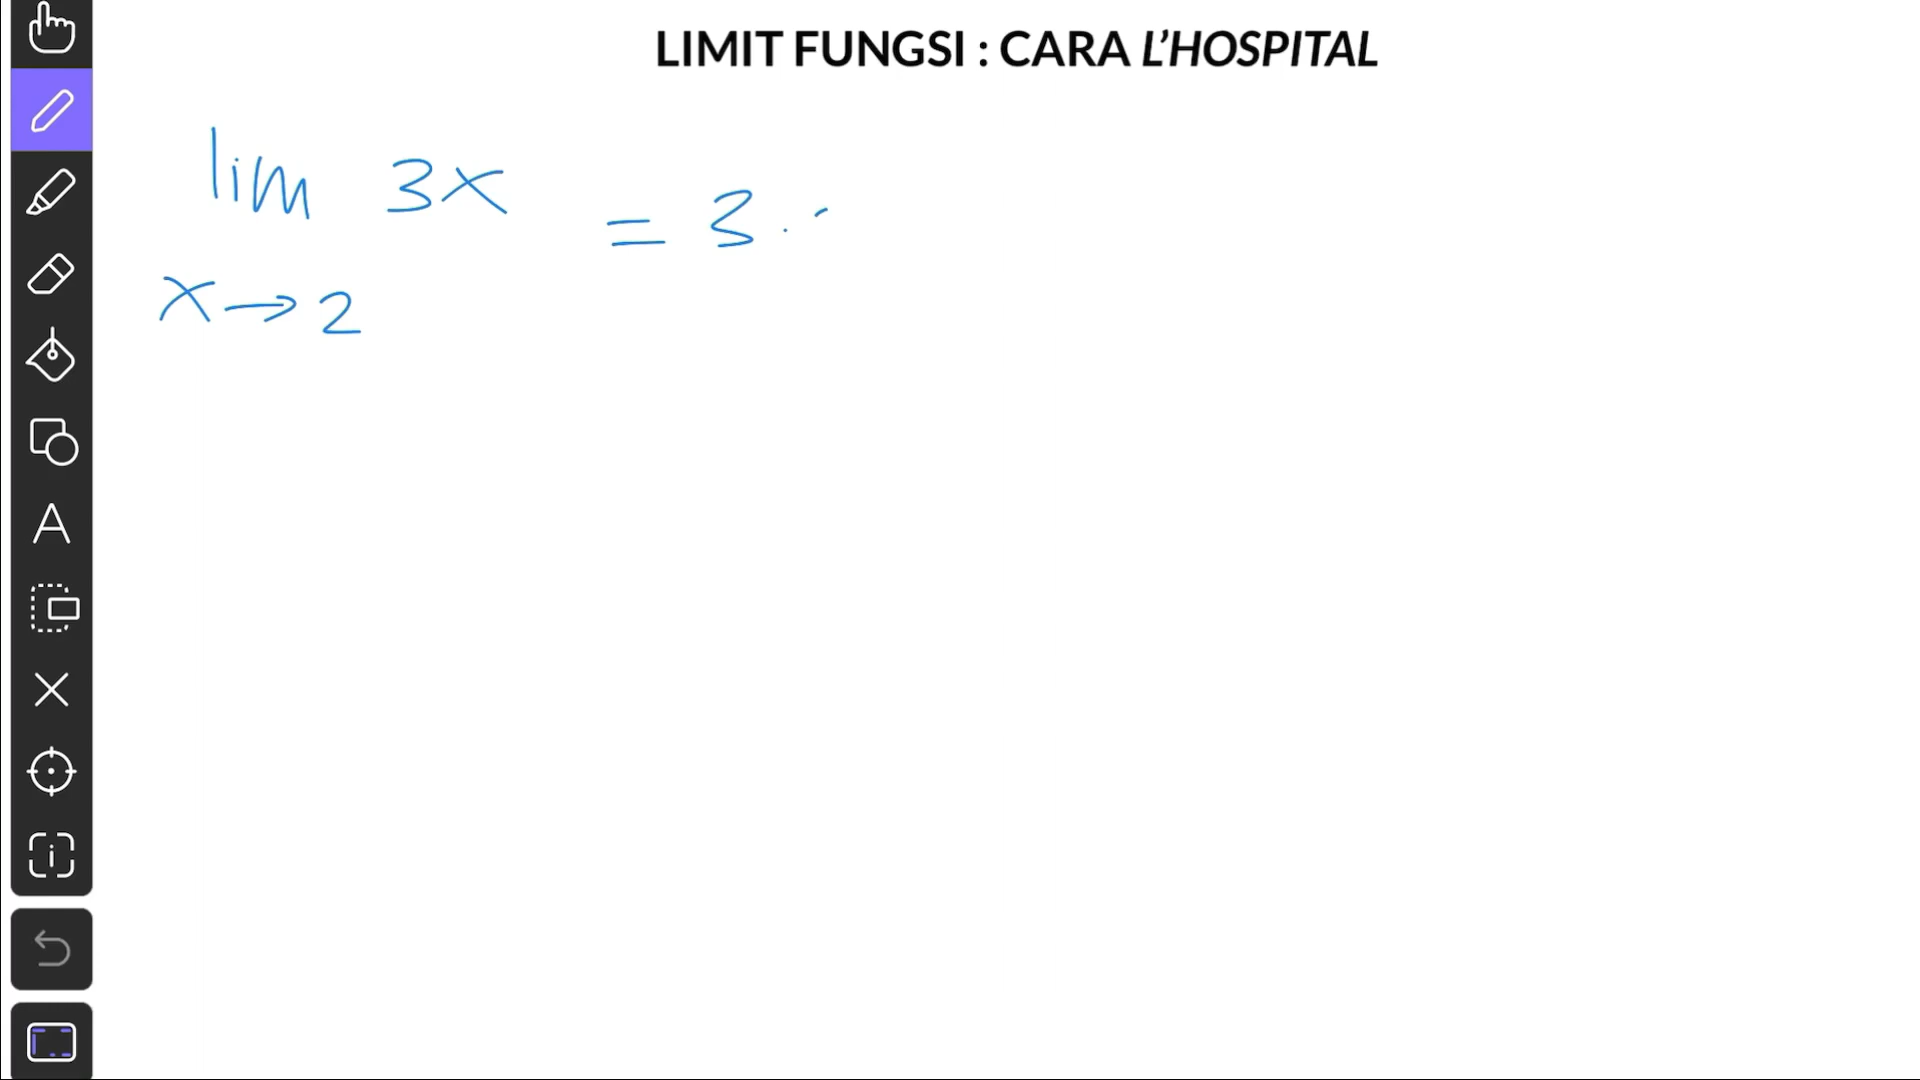 LIMIT FUNGSI : CARA L’HOSPITAL
lim 3x = 3 .
x → 2